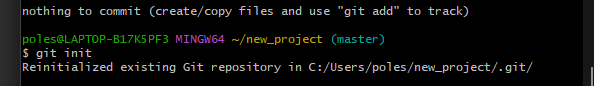 nothing to commit (create/copy files and use "git add" to track)
poles@LAPTOP-B17K5PF3 MINGW64 ~/new_project (master)
$ git init
Reinitialized existing Git repository in C:/Users/poles/new_project/.git/